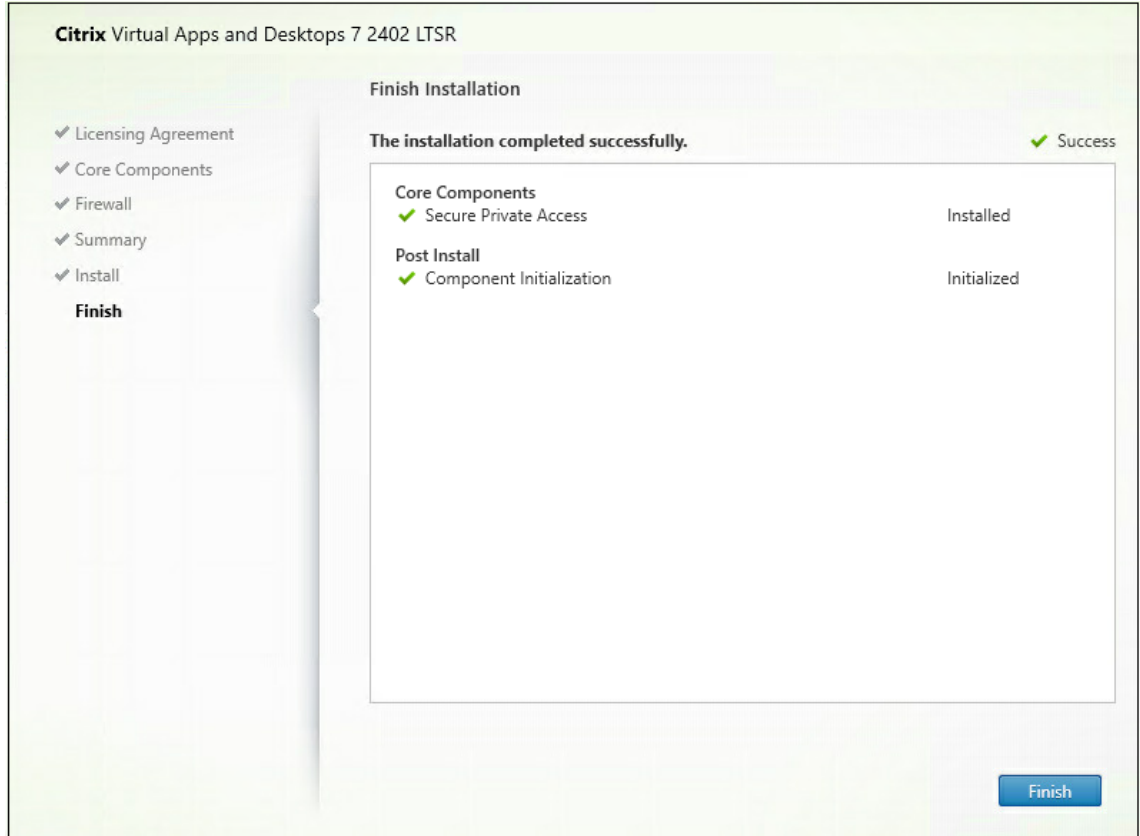 Citrix Virtual Apps and Desktops 7 2402 LTSR
Licensing Agreement
Core Components
Firewall
Summary
Install
Finish
Finish Installation
The installation completed successfully.
Success
Core Components
Secure Private Access Installed
Post Install
Component Initialization Initialized
Finish